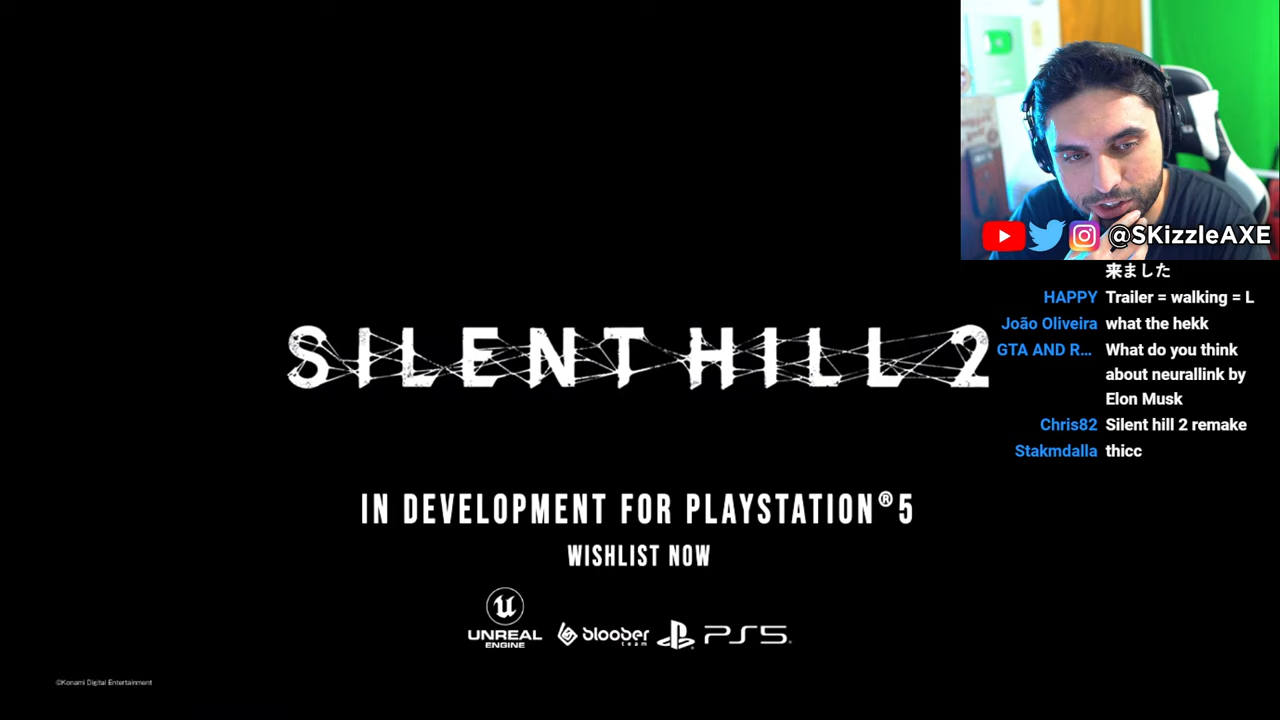 @SKizzleAXE
来ました
HAPPY Trailer = walking = L
João Oliveira what the hekk
GTA AND R... What do you think
about neurallink by
Elon Musk
Chris82 Silent hill 2 remake
Stakmdalla thicc
SILENT HILL 2
IN DEVELOPMENT FOR PLAYSTATION®5
WISHLIST NOW
UNREAL
ENGINE
bloober
team
PS5
©Konami Digital Entertainment